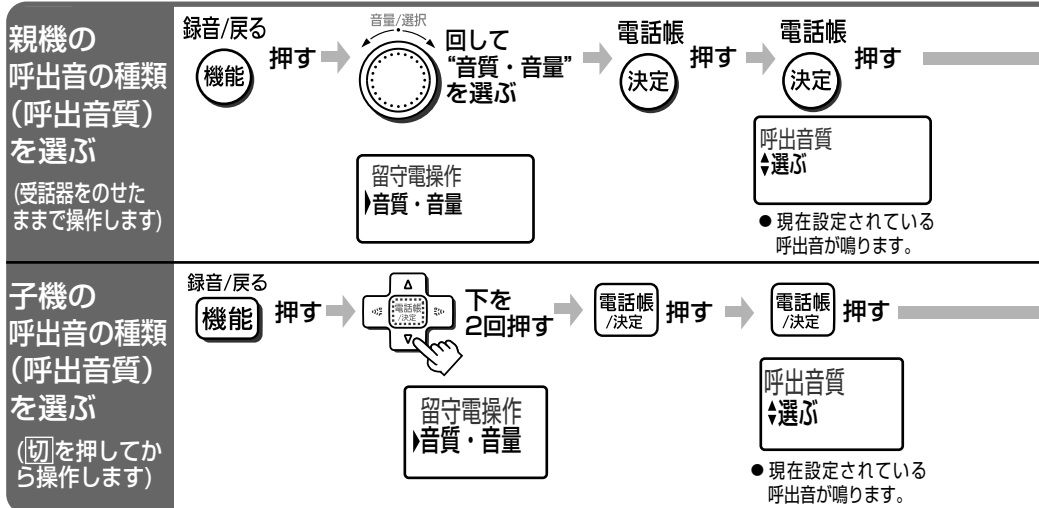 親機の
呼出音の種類
(呼出音質)
を選ぶ
(受話器をのせた
ままで操作します)
録音/戻る
機能
押す
音量/選択
回して
“音質・音量”
を選ぶ
留守電操作
音質・音量
電話帳
決定
押す
電話帳
決定
押す
呼出音質
選ぶ
●現在設定されている
呼出音が鳴ります。
子機の
呼出音の種類
(呼出音質)
を選ぶ
(切を押してか
ら操作します)
録音/戻る
機能
押す
電話帳
/決定
下を
2回押す
留守電操作
音質・音量
電話帳
/決定
押す
電話帳
/決定
押す
呼出音質
選ぶ
●現在設定されている
呼出音が鳴ります。